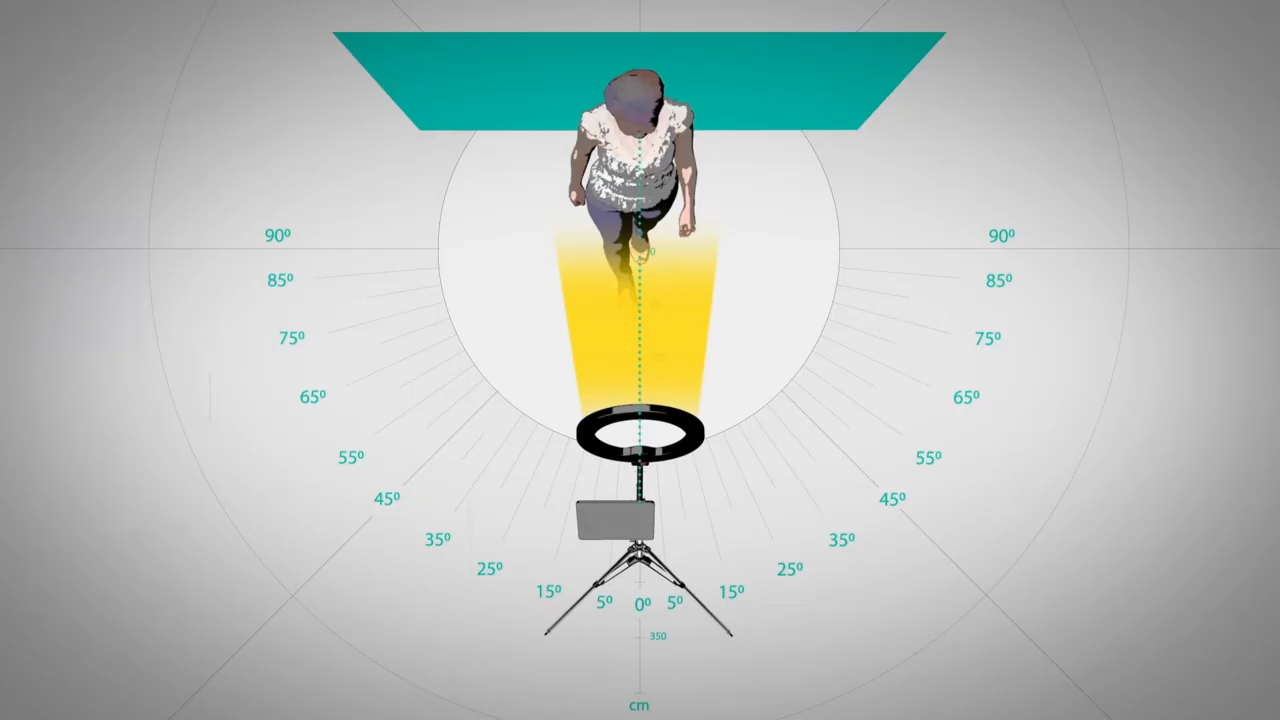 90º 90º
85º 85º
75º 75º
65º 65º
55º 55º
45º 45º
35º 35º
25º 25º
15º 15º
5º 0º 5º
350
cm